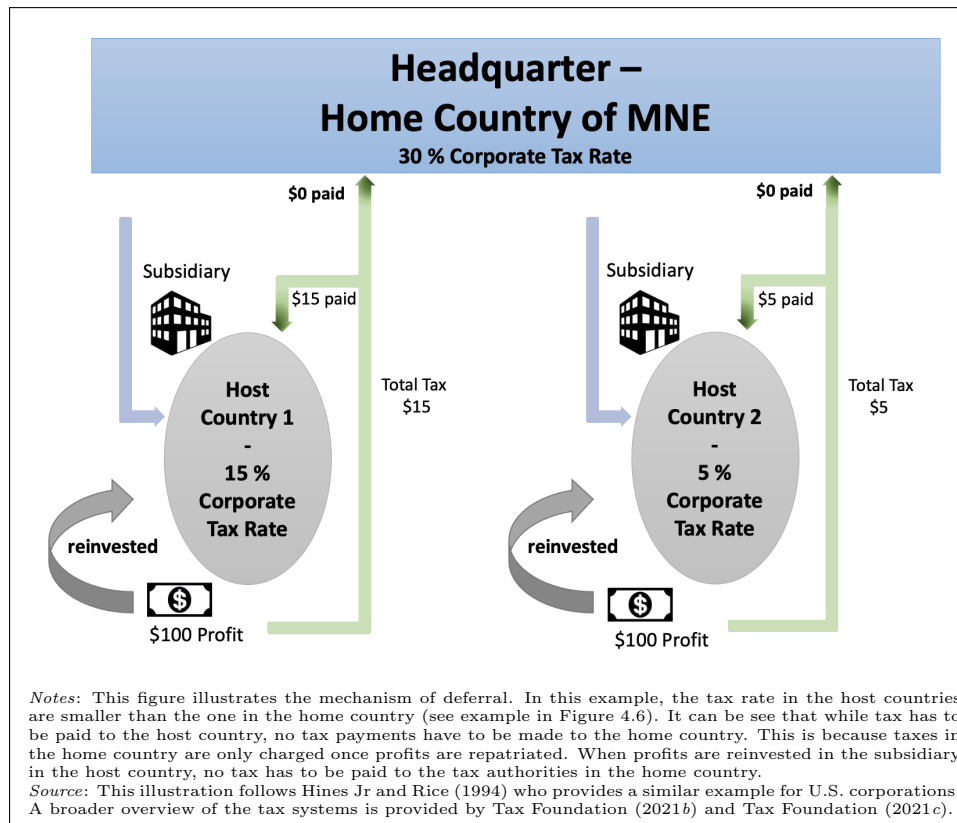 Headquarter –
Home Country of MNE
30 % Corporate Tax Rate
$0 paid
$0 paid
Subsidiary
Subsidiary
$15 paid
$5 paid
Host
Country 1
-
15 %
Corporate
Tax Rate
Total Tax
$15
Host
Country 2
-
5 %
Corporate
Tax Rate
Total Tax
$5
reinvested
reinvested
$
$
$100 Profit
$100 Profit
Notes: This figure illustrates the mechanism of deferral. In this example, the tax rate in the host countries
are smaller than the one in the home country (see example in Figure 4.6). It can be see that while tax has to
be paid to the host country, no tax payments have to be made to the home country. This is because taxes in
the home country are only charged once profits are repatriated. When profits are reinvested in the subsidiary
in the host country, no tax has to be paid to the tax authorities in the home country.
Source: This illustration follows Hines Jr and Rice (1994) who provides a similar example for U.S. corporations.
A broader overview of the tax systems is provided by Tax Foundation (2021b) and Tax Foundation (2021c).